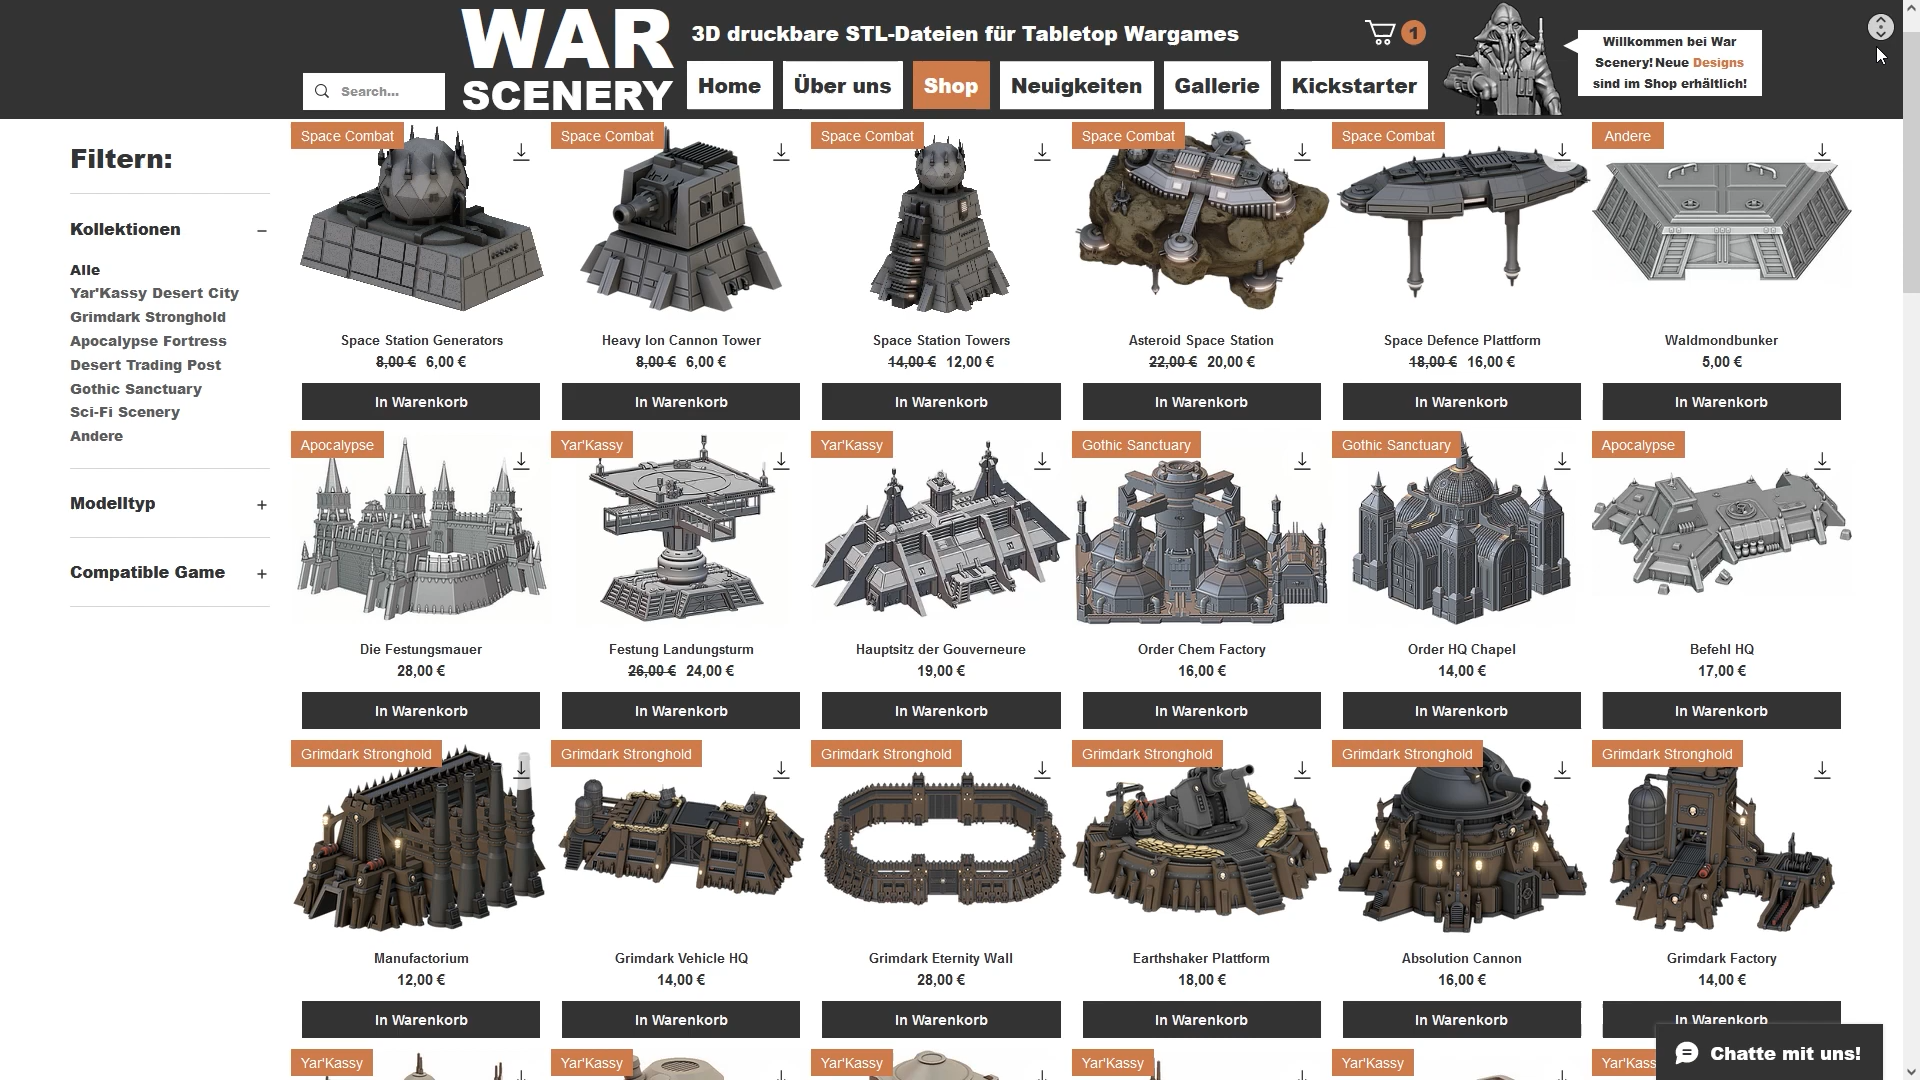 WAR
SCENERY
3D druckbare STL-Dateien für Tabletop Wargames
1
Search...
Home
Über uns
Shop
Neuigkeiten
Gallerie
Kickstarter
Willkommen bei War
Scenery! Neue Designs
sind im Shop erhältlich!
Filtern:
Kollektionen
Alle
Yar'Kassy Desert City
Grimdark Stronghold
Apocalypse Fortress
Desert Trading Post
Gothic Sanctuary
Sci-Fi Scenery
Andere
Modelltyp
Compatible Game
Space Combat
Space Station Generators
8,00 € 6,00 €
In Warenkorb
Space Combat
Heavy Ion Cannon Tower
8,00 € 6,00 €
In Warenkorb
Space Combat
Space Station Towers
14,00 € 12,00 €
In Warenkorb
Space Combat
Asteroid Space Station
22,00 € 20,00 €
In Warenkorb
Space Combat
Space Defence Plattform
18,00 € 16,00 €
In Warenkorb
Andere
Waldmondbunker
5,00 €
In Warenkorb
Apocalypse
Die Festungsmauer
28,00 €
In Warenkorb
Yar'Kassy
Festung Landungsturm
26,00 € 24,00 €
In Warenkorb
Yar'Kassy
Hauptsitz der Gouverneure
19,00 €
In Warenkorb
Gothic Sanctuary
Order Chem Factory
16,00 €
In Warenkorb
Gothic Sanctuary
Order HQ Chapel
14,00 €
In Warenkorb
Apocalypse
Befehl HQ
17,00 €
In Warenkorb
Grimdark Stronghold
Manufactorium
12,00 €
In Warenkorb
Grimdark Stronghold
Grimdark Vehicle HQ
14,00 €
In Warenkorb
Grimdark Stronghold
Grimdark Eternity Wall
28,00 €
In Warenkorb
Grimdark Stronghold
Earthshaker Plattform
18,00 €
In Warenkorb
Grimdark Stronghold
Absolution Cannon
16,00 €
In Warenkorb
Grimdark Stronghold
Grimdark Factory
14,00 €
In Warenkorb
Yar'Kassy
Yar'Kassy
Yar'Kassy
Yar'Kassy
Yar'Kassy
Yar'Kass
Chatte mit uns!